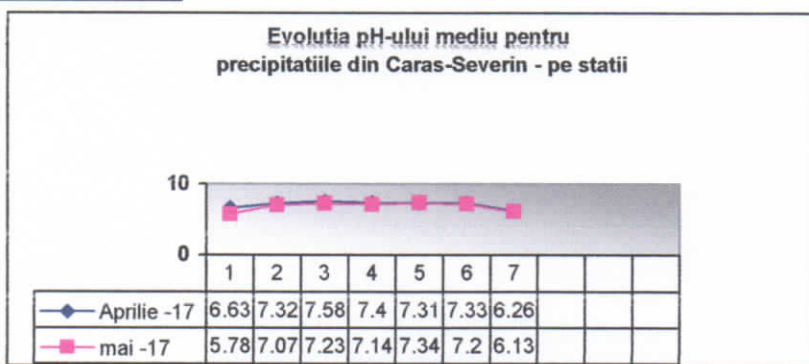 Evolutia pH-ului mediu pentru
precipitatiile din Caras-Severin - pe statii
10
0
1 2 3 4 5 6 7
Aprilie -17 6.63 7.32 7.58 7.4 7.31 7.33 6.26
mai -17 5.78 7.07 7.23 7.14 7.34 7.2 6.13